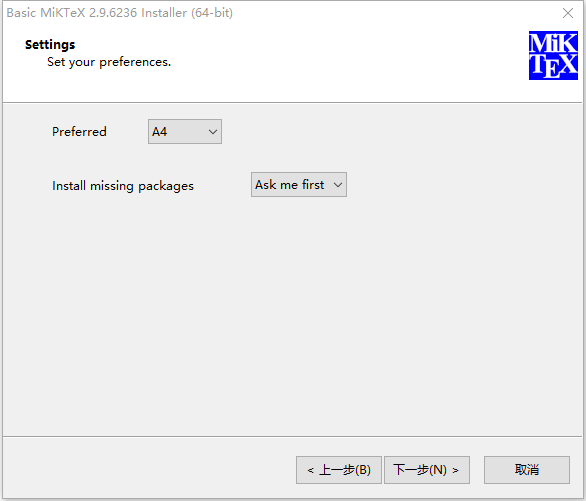 Basic MiKTeX 2.9.6236 Installer (64-bit)
Settings
Set your preferences.
MiK
TEX
Preferred
A4
Install missing packages
Ask me first
< 上一步(B)
下一步(N) >
取消